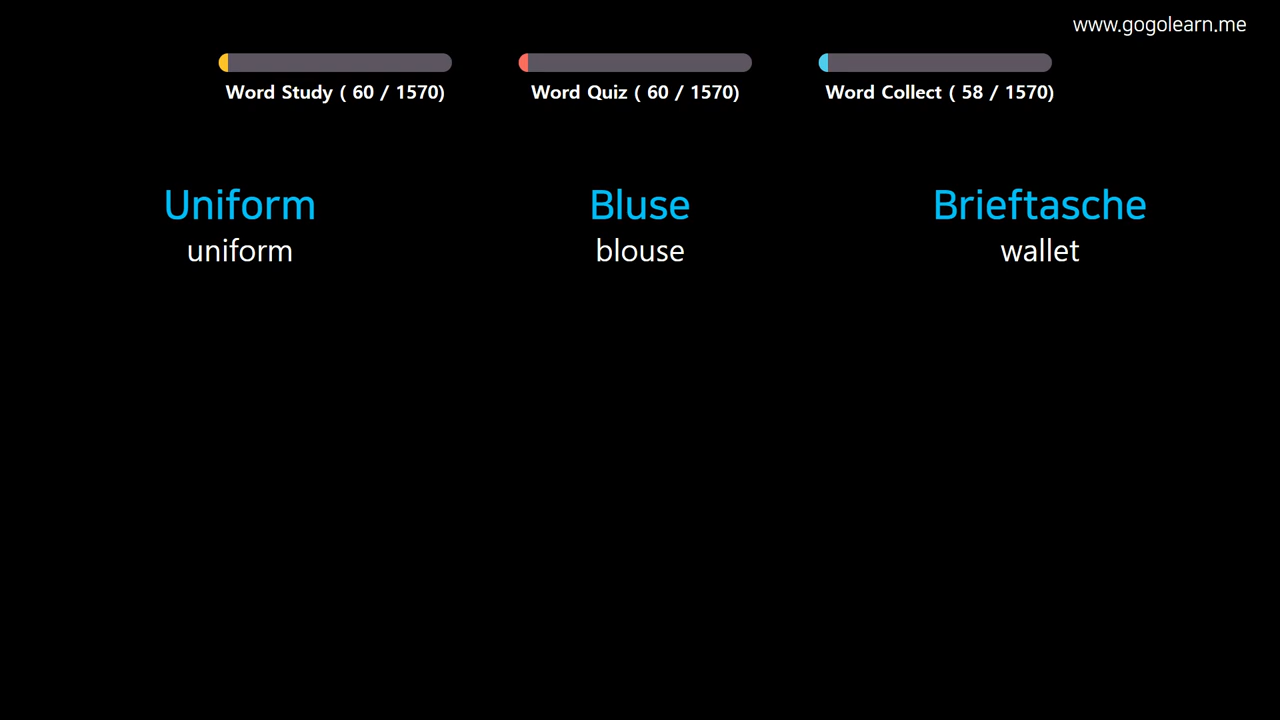 www.gogolearn.me
Word Study ( 60 / 1570)
Word Quiz ( 60 / 1570)
Word Collect ( 58 / 1570)
Uniform
uniform
Bluse
blouse
Brieftasche
wallet